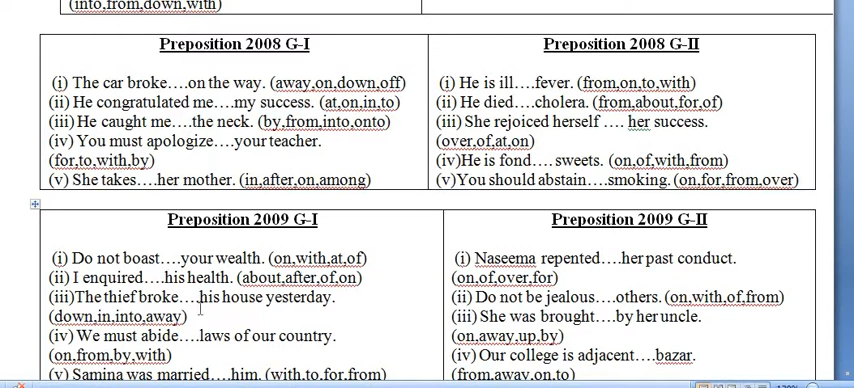 (into,from,down,with)
Preposition 2008 G-I
(i) The car broke....on the way. (away,on,down,off)
(ii) He congratulated me....my success. (at,on,in,to)
(iii) He caught me....the neck. (by,from,into,onto)
(iv) You must apologize....your teacher.
(for,to,with,by)
(v) She takes....her mother. (in,after,on,among)
Preposition 2008 G-II
(i) He is ill....fever. (from,on,to,with)
(ii) He died....cholera. (from,about,for,of)
(iii) She rejoiced herself .... her success.
(over,of,at,on)
(iv)He is fond.... sweets. (on,of,with,from)
(v)You should abstain....smoking. (on,for,from,over)
Preposition 2009 G-I
(i) Do not boast....your wealth. (on,with,at,of)
(ii) I enquired....his health. (about,after,of,on)
(iii)The thief broke....his house yesterday.
(down,in,into,away)
(iv) We must abide....laws of our country.
(on,from,by,with)
(v) Samina was married....him. (with,to,for,from)
Preposition 2009 G-II
(i) Naseema repented....her past conduct.
(on,of,over,for)
(ii) Do not be jealous....others. (on,with,of,from)
(iii) She was brought....by her uncle.
(on,away,up,by)
(iv) Our college is adjacent....bazar.
(from,away,on,to)